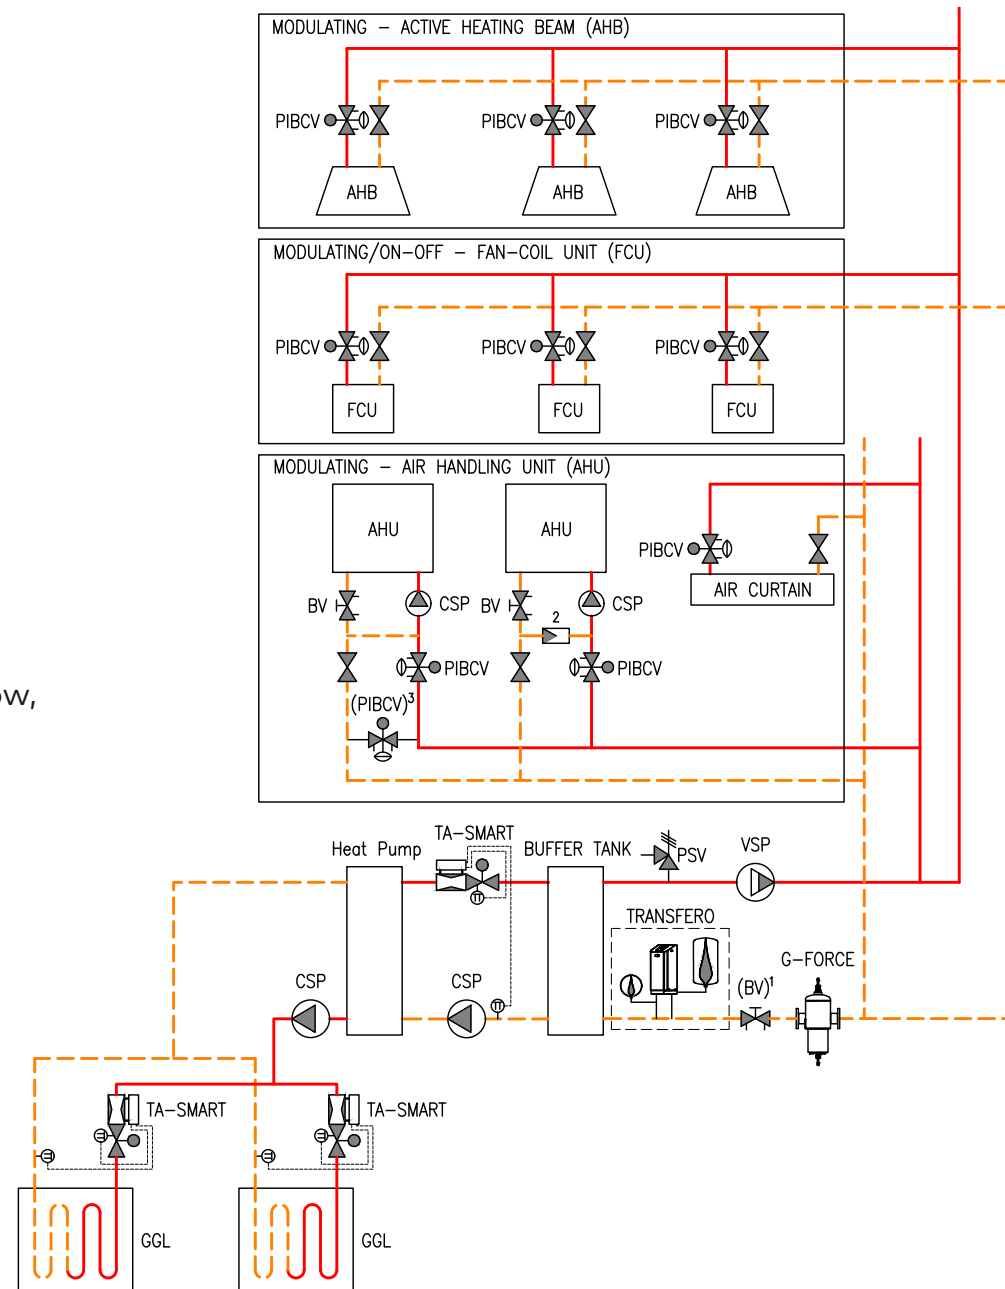 MODULATING – ACTIVE HEATING BEAM (AHB)
PIBCV PIBCV PIBCV
AHB AHB AHB
MODULATING/ON-OFF – FAN-COIL UNIT (FCU)
PIBCV PIBCV PIBCV
FCU FCU FCU
MODULATING – AIR HANDLING UNIT (AHU)
AHU AHU
PIBCV
AIR CURTAIN
BV CSP BV 2 CSP
PIBCV PIBCV
ow,
(PIBCV)³
TA-SMART
Heat Pump BUFFER TANK PSV VSP
TRANSFERO
G-FORCE
CSP CSP (BV)¹
TA-SMART TA-SMART
GGL GGL